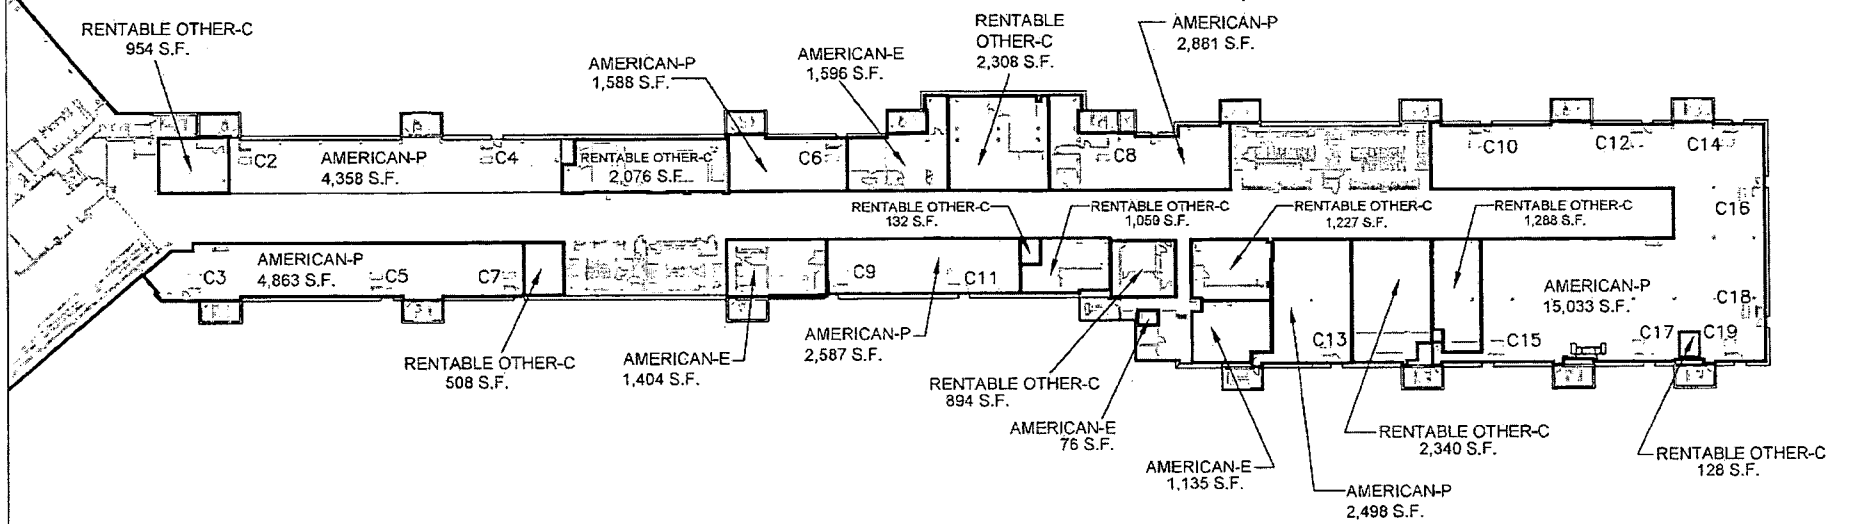 RENTABLE OTHER-C
954 S.F.
AMERICAN-P
1,588 S.F.
AMERICAN-E
1,596 S.F.
RENTABLE
OTHER-C
2,308 S.F.
AMERICAN-P
2,881 S.F.
C2
AMERICAN-P
4,358 S.F.
C4
RENTABLE OTHER-C
2,076 S.F.
C6
C8
C10
C12
C14
C16
RENTABLE OTHER-C
132 S.F.
RENTABLE OTHER-C
1,059 S.F.
RENTABLE OTHER-C
1,227 S.F.
RENTABLE OTHER-C
1,288 S.F.
C3
AMERICAN-P
4,863 S.F.
C5
C7
C9
C11
AMERICAN-P
15,033 S.F.
C18
C13
C15
C17
C19
RENTABLE OTHER-C
508 S.F.
AMERICAN-E
1,404 S.F.
AMERICAN-P
2,587 S.F.
RENTABLE OTHER-C
894 S.F.
AMERICAN-E
76 S.F.
AMERICAN-E
1,135 S.F.
RENTABLE OTHER-C
2,340 S.F.
AMERICAN-P
2,498 S.F.
RENTABLE OTHER-C
128 S.F.